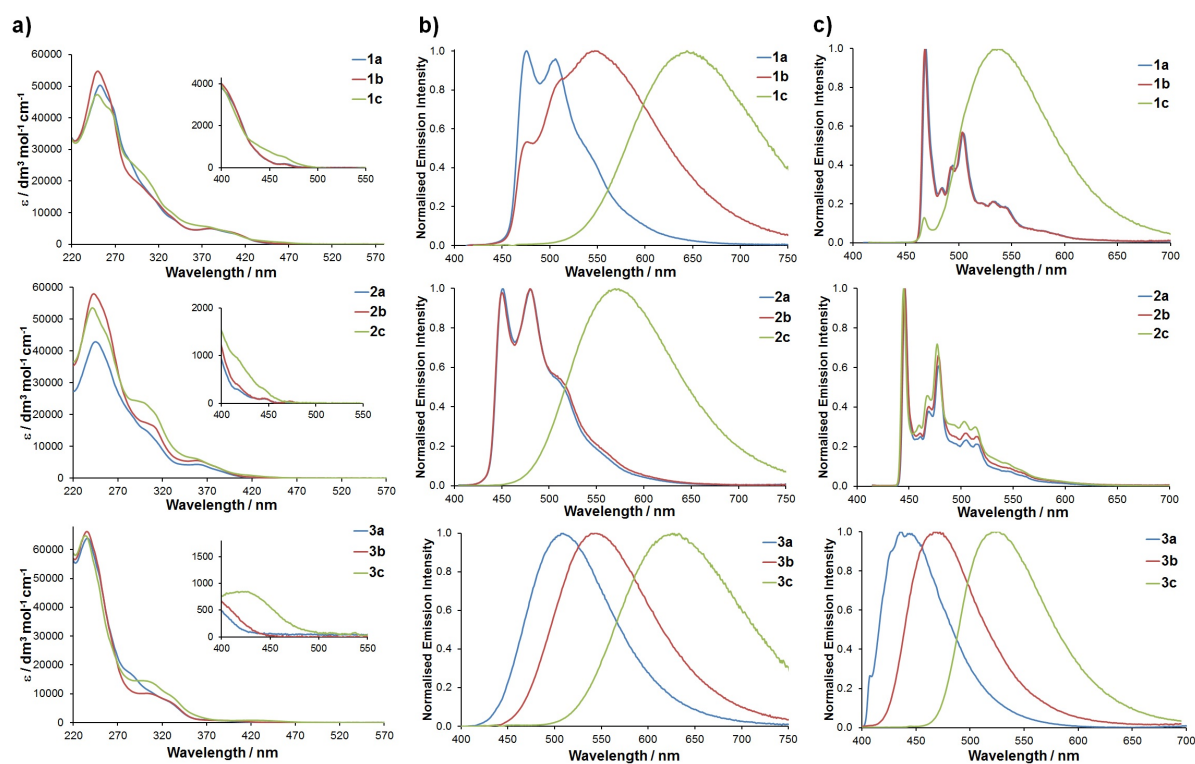 a)
ε / dm³ mol⁻¹ cm⁻¹
60000
50000
40000
30000
20000
10000
0
220 270 320 370 420 470 520 570
Wavelength / nm
1a
1b
1c
4000
2000
0
400 450 500 550
b)
Normalised Emission Intensity
1.0
0.8
0.6
0.4
0.2
0.0
400 450 500 550 600 650 700 750
Wavelength / nm
1a
1b
1c
c)
Normalised Emission Intensity
1.0
0.8
0.6
0.4
0.2
0.0
400 450 500 550 600 650 700
Wavelength / nm
1a
1b
1c
ε / dm³ mol⁻¹ cm⁻¹
60000
50000
40000
30000
20000
10000
0
220 270 320 370 420 470 520 570
Wavelength / nm
2a
2b
2c
2000
1000
0
400 450 500 550
Normalised Emission Intensity
1.0
0.8
0.6
0.4
0.2
0.0
400 450 500 550 600 650 700 750
Wavelength / nm
2a
2b
2c
Normalised Emission Intensity
1.0
0.8
0.6
0.4
0.2
0.0
400 450 500 550 600 650 700
Wavelength / nm
2a
2b
2c
ε / dm³ mol⁻¹ cm⁻¹
60000
50000
40000
30000
20000
10000
0
220 270 320 370 420 470 520 570
Wavelength / nm
3a
3b
3c
1500
1000
500
0
400 450 500 550
Normalised Emission Intensity
1.0
0.8
0.6
0.4
0.2
0.0
400 450 500 550 600 650 700 750
Wavelength / nm
3a
3b
3c
Normalised Emission Intensity
1.0
0.8
0.6
0.4
0.2
0.0
400 450 500 550 600 650 700
Wavelength / nm
3a
3b
3c